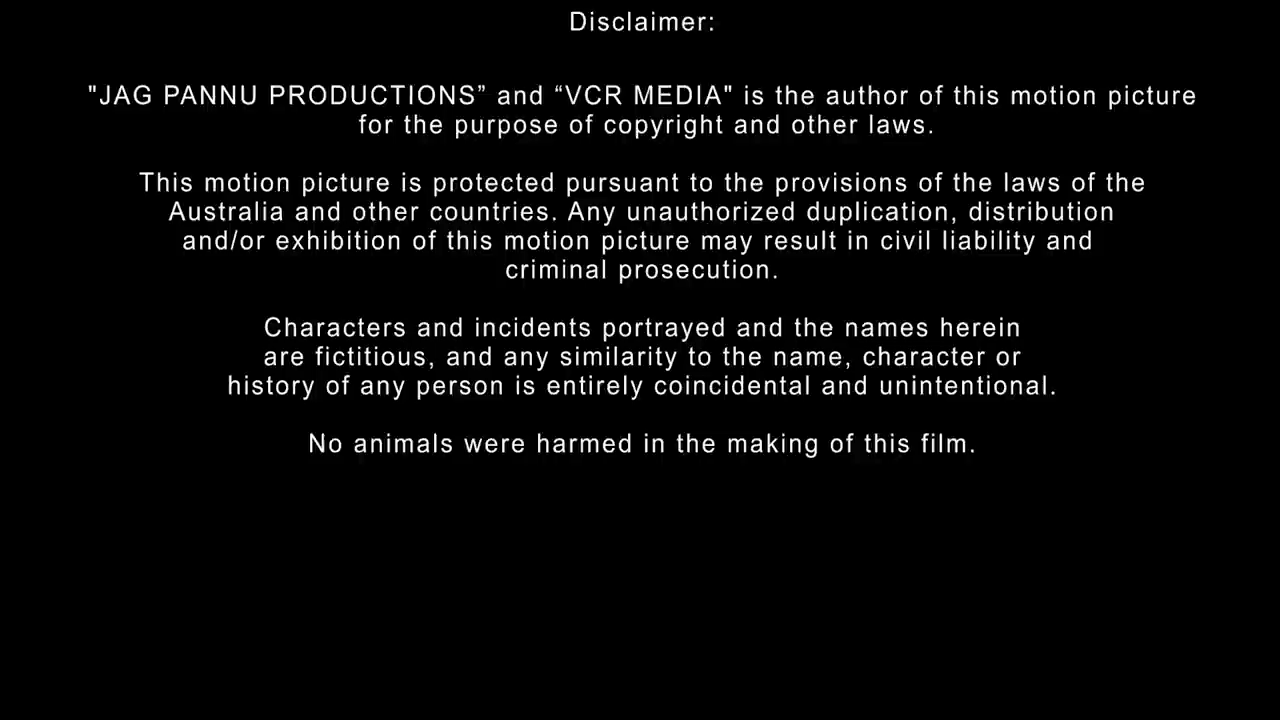 Disclaimer:
"JAG PANNU PRODUCTIONS” and “VCR MEDIA" is the author of this motion picture
for the purpose of copyright and other laws.
This motion picture is protected pursuant to the provisions of the laws of the
Australia and other countries. Any unauthorized duplication, distribution
and/or exhibition of this motion picture may result in civil liability and
criminal prosecution.
Characters and incidents portrayed and the names herein
are fictitious, and any similarity to the name, character or
history of any person is entirely coincidental and unintentional.
No animals were harmed in the making of this film.